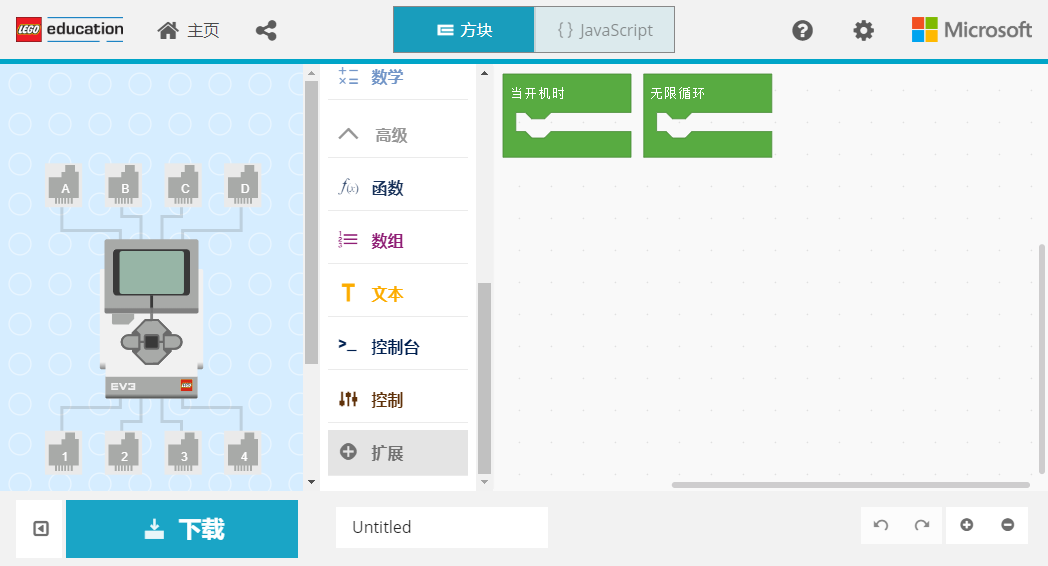 LEGO education
主页
方块
{ } JavaScript
Microsoft
A B C D
EV3
LEGO
1 2 3 4
数学
高级
f(x) 函数
数组
文本
控制台
控制
扩展
当开机时
无限循环
下载
Untitled